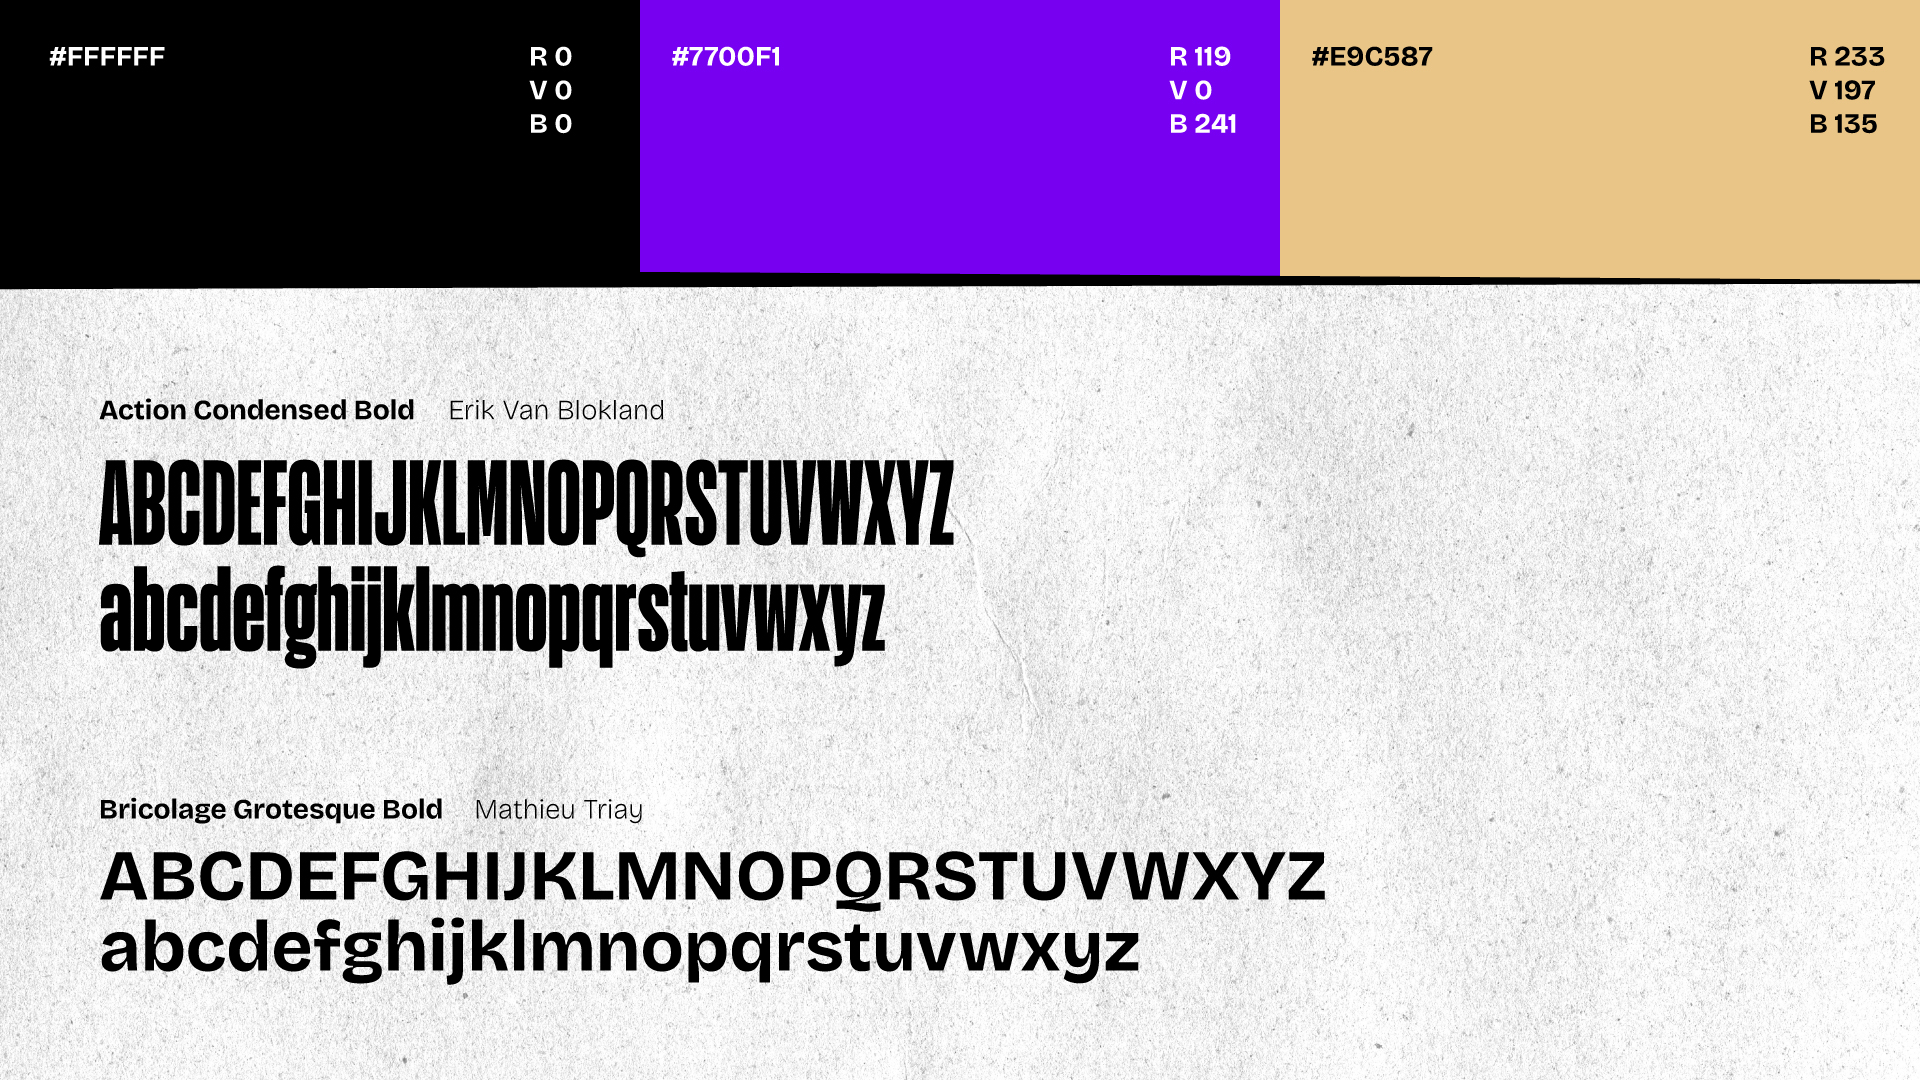 #FFFFFF
R 0
V 0
B 0
#7700F1
R 119
V 0
B 241
#E9C587
R 233
V 197
B 135
Action Condensed Bold Erik Van Blokland
ABCDEFGHIJKLMNOPQRSTUVWXYZ
abcdefghijklmnopqrstuvwxyz
Bricolage Grotesque Bold Mathieu Triay
ABCDEFGHIJKLMNOPQRSTUVWXYZ
abcdefghijklmnopqrstuvwxyz